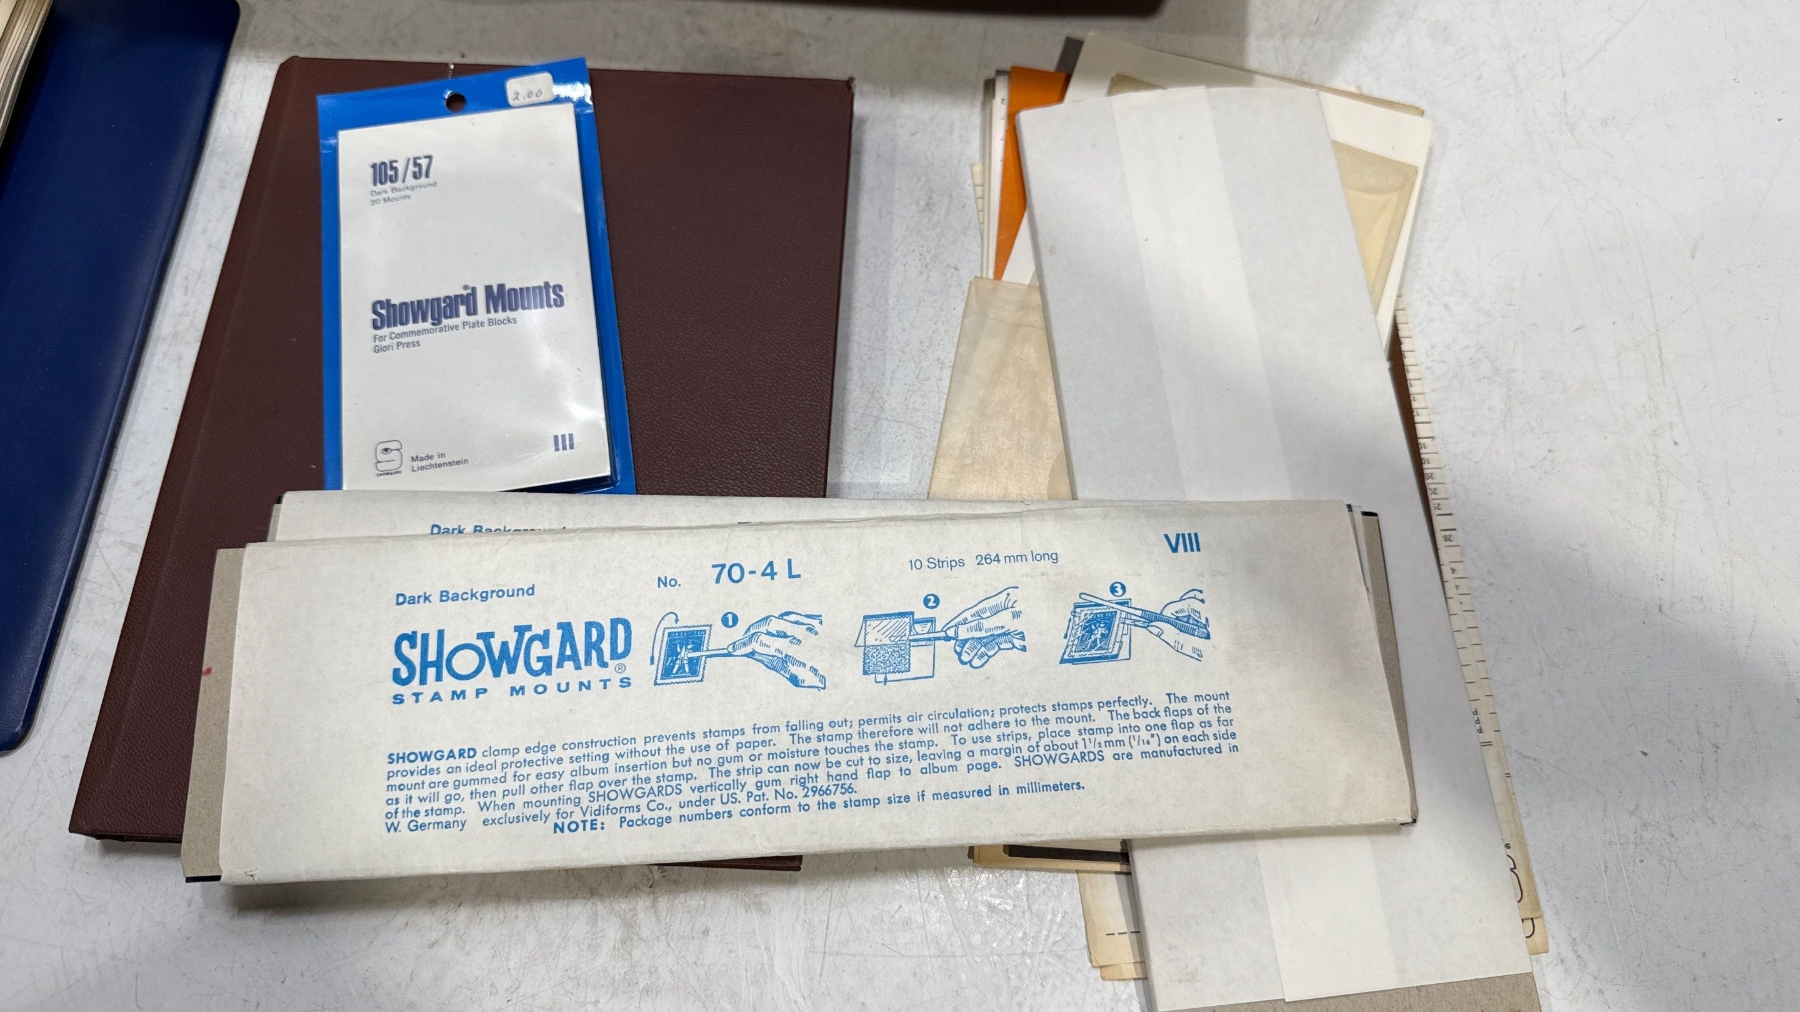 2.00
105/57
Dark Background
20 Mounts
Showgard® Mounts
For Commemorative Plate Blocks
Giori Press
SHOWGARD
Made in
Liechtenstein
III
Dark Background
Dark Background
No. 70-4 L
10 Strips 264 mm long
VIII
SHOWGARD®
STAMP MOUNTS
1
2
3
SHOWGARD clamp edge construction prevents stamps from falling out; permits air circulation; protects stamps perfectly. The mount
provides an ideal protective setting without the use of paper. The stamp therefore will not adhere to the mount. The back flaps of the
mount are gummed for easy album insertion but no gum or moisture touches the stamp. To use strips, place stamp into one flap as far
as it will go, then pull other flap over the stamp. The strip can now be cut to size, leaving a margin of about 1½ mm (1/16") on each side
of the stamp. When mounting SHOWGARDS vertically gum right hand flap to album page. SHOWGARDS are manufactured in
W. Germany exclusively for Vidiforms Co., under US. Pat. No. 2966756.
NOTE: Package numbers conform to the stamp size if measured in millimeters.